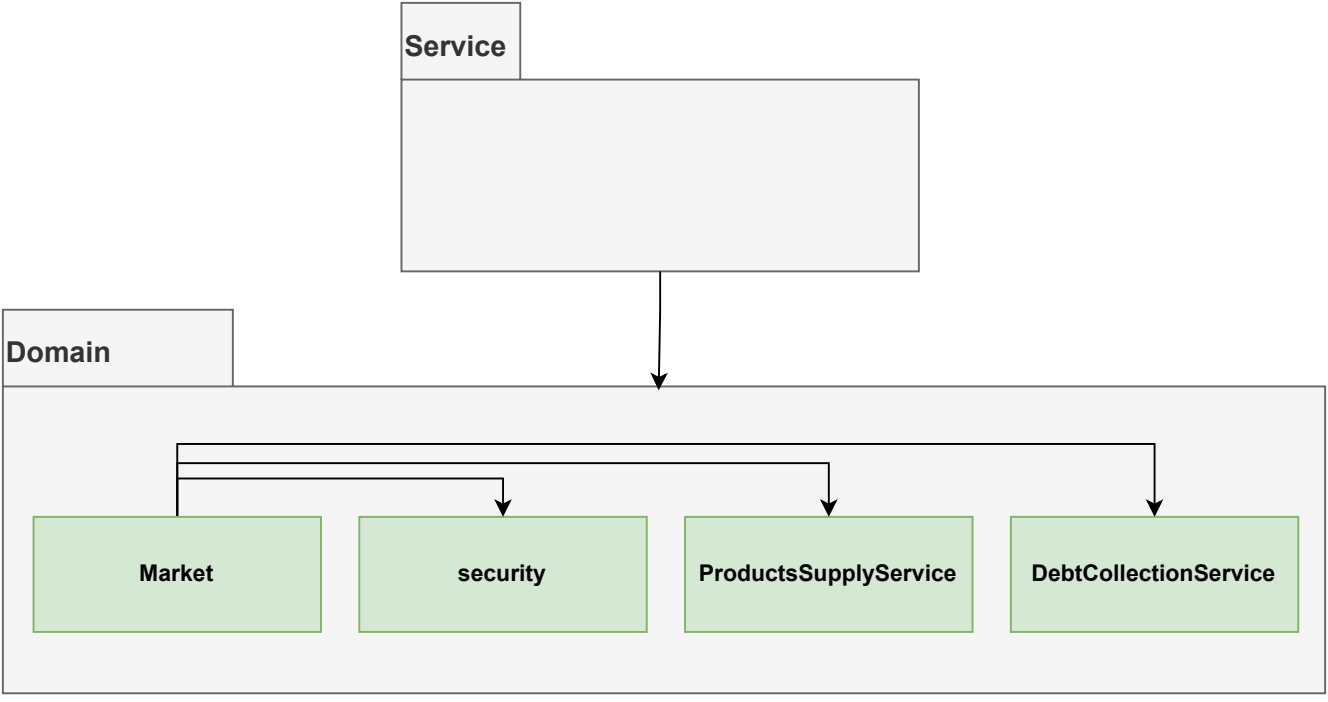 Service
Domain
Market
security
ProductsSupplyService
DebtCollectionService